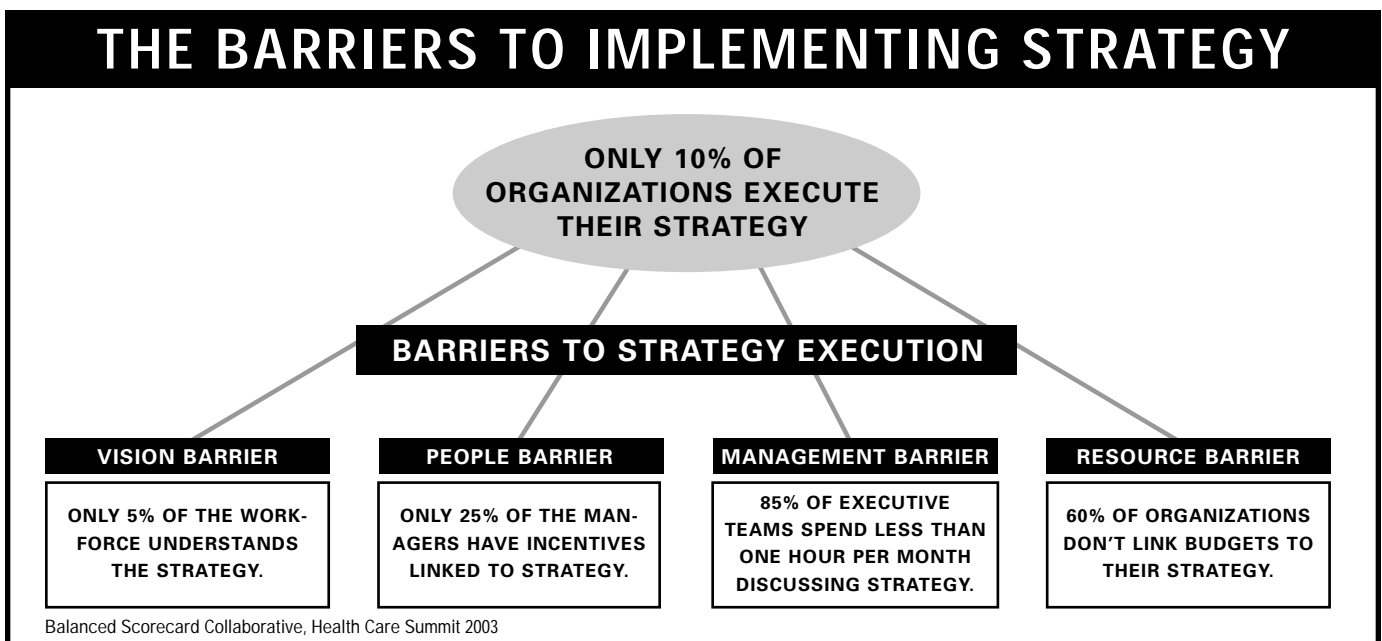 THE BARRIERS TO IMPLEMENTING STRATEGY
ONLY 10% OF
ORGANIZATIONS EXECUTE
THEIR STRATEGY
BARRIERS TO STRATEGY EXECUTION
VISION BARRIER
ONLY 5% OF THE WORK-
FORCE UNDERSTANDS
THE STRATEGY.
PEOPLE BARRIER
ONLY 25% OF THE MAN-
AGERS HAVE INCENTIVES
LINKED TO STRATEGY.
MANAGEMENT BARRIER
85% OF EXECUTIVE
TEAMS SPEND LESS THAN
ONE HOUR PER MONTH
DISCUSSING STRATEGY.
RESOURCE BARRIER
60% OF ORGANIZATIONS
DON'T LINK BUDGETS TO
THEIR STRATEGY.
Balanced Scorecard Collaborative, Health Care Summit 2003